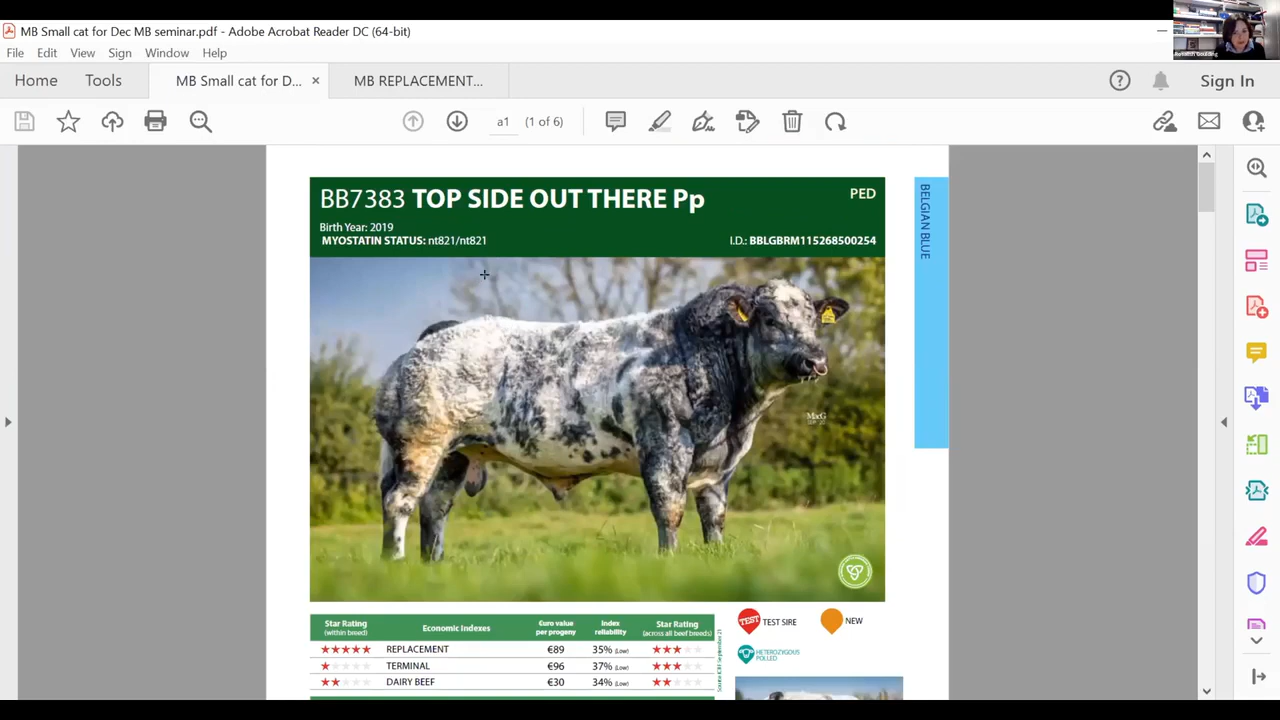 MB Small cat for Dec MB seminar.pdf - Adobe Acrobat Reader DC (64-bit)
File Edit View Sign Window Help
Home Tools MB Small cat for D... × MB REPLACEMENT... Sign In
a1 (1 of 6)
BB7383 TOP SIDE OUT THERE Pp PED
Birth Year: 2019
MYOSTATIN STATUS: nt821/nt821 I.D.: BBLGBRM115268500254
BELGIAN BLUE
MacG
Star Rating (within breed) Economic Indexes €uro value per progeny Index reliability Star Rating (across all beef breeds)
REPLACEMENT €89 35% (Low)
TERMINAL €96 37% (Low)
DAIRY BEEF €30 34% (Low)
TEST TEST SIRE NEW
HETEROZYGOUS
POLLED